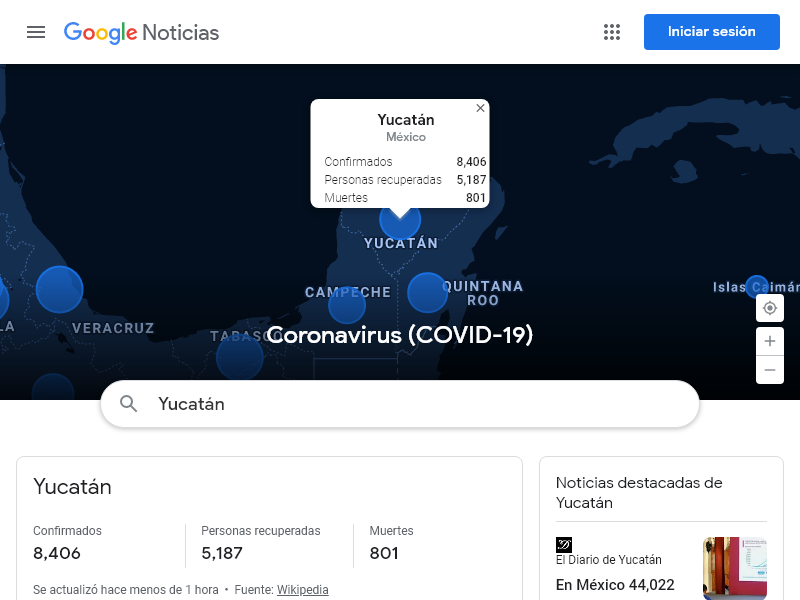 Google Noticias
Iniciar sesión
Yucatán
México
Confirmados 8,406
Personas recuperadas 5,187
Muertes 801
YUCATÁN
CAMPECHE
QUINTANA
ROO
Islas Caimán
VERACRUZ
TABASCO
Coronavirus (COVID-19)
Yucatán
Yucatán
Confirmados
8,406
Personas recuperadas
5,187
Muertes
801
Se actualizó hace menos de 1 hora • Fuente: Wikipedia
Noticias destacadas de
Yucatán
El Diario de Yucatán
En México 44,022